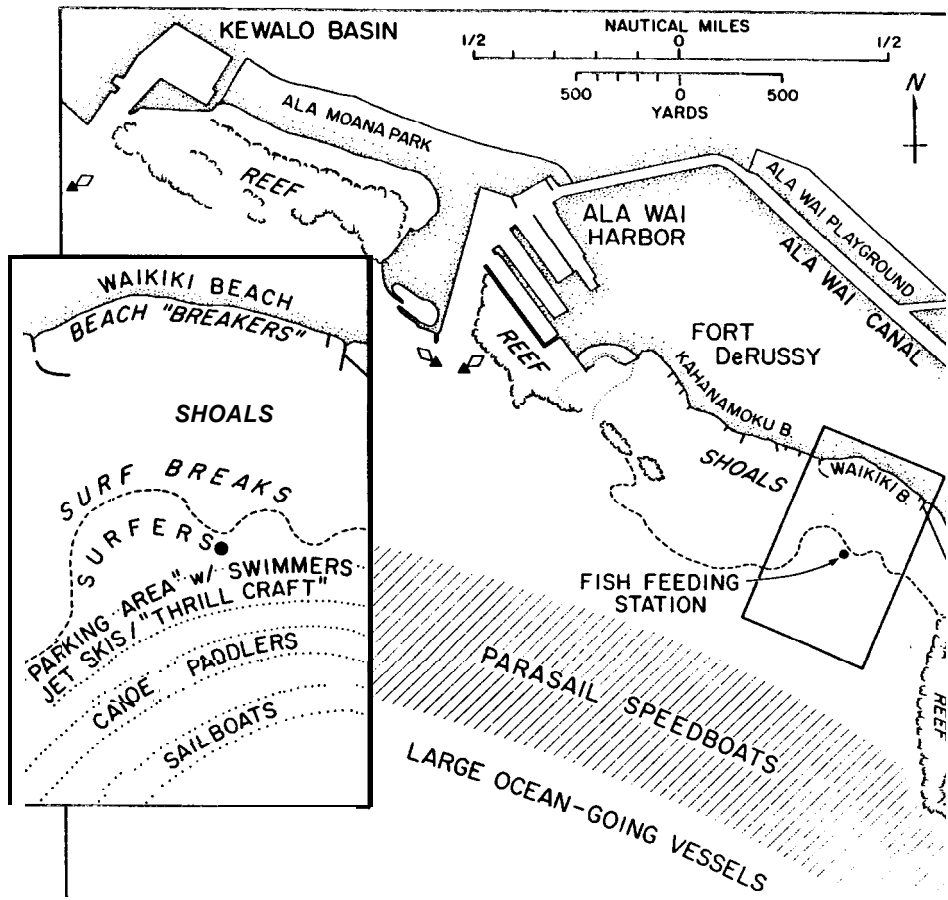 KEWALO BASIN
NAUTICAL MILES
1/2 0 1/2
500 0 500
YARDS
N
ALA MOANA PARK
REEF
ALA WAI
HARBOR
ALA WAI PLAYGROUND
ALA WAI CANAL
REEF
FORT
DeRUSSY
KAHANAMOKU B.
SHOALS
WAIKIKI B.
FISH FEEDING
STATION
REEF
PARASAIL SPEEDBOATS
LARGE OCEAN-GOING VESSELS
WAIKIKI BEACH
BEACH "BREAKERS"
SHOALS
SURF BREAKS
SURFERS
PARKING AREA" w/ SWIMMERS
JET SKIS/"THRILL CRAFT"
CANOE PADDLERS
SAILBOATS